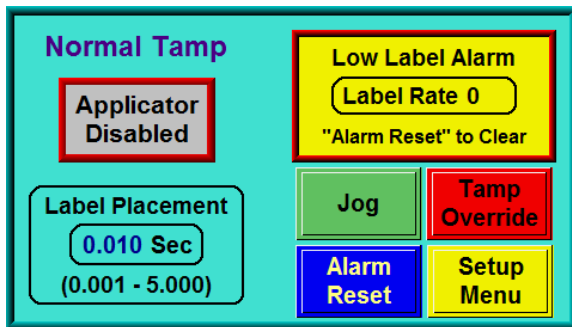 Normal Tamp
Applicator
Disabled
Label Placement
0.010 Sec
(0.001 - 5.000)
Low Label Alarm
Label Rate 0
"Alarm Reset" to Clear
Jog
Tamp
Override
Alarm
Reset
Setup
Menu